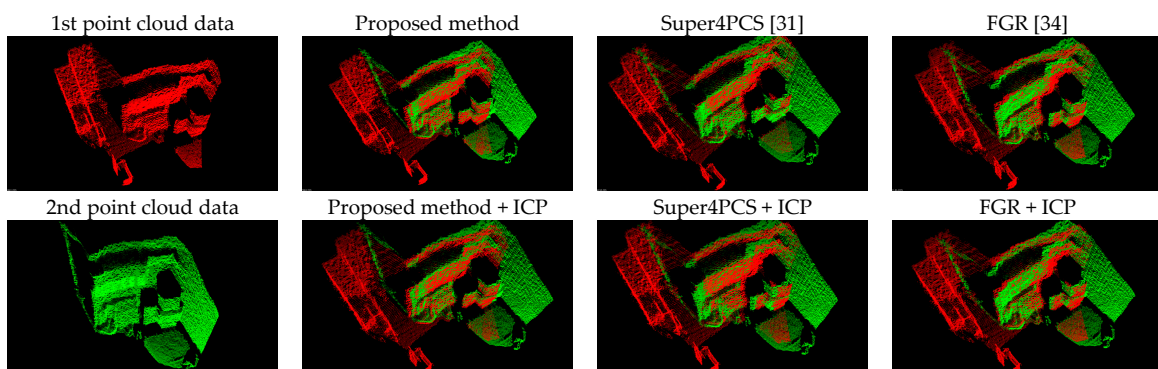 1st point cloud data
Proposed method
Super4PCS [31]
FGR [34]
2nd point cloud data
Proposed method + ICP
Super4PCS + ICP
FGR + ICP